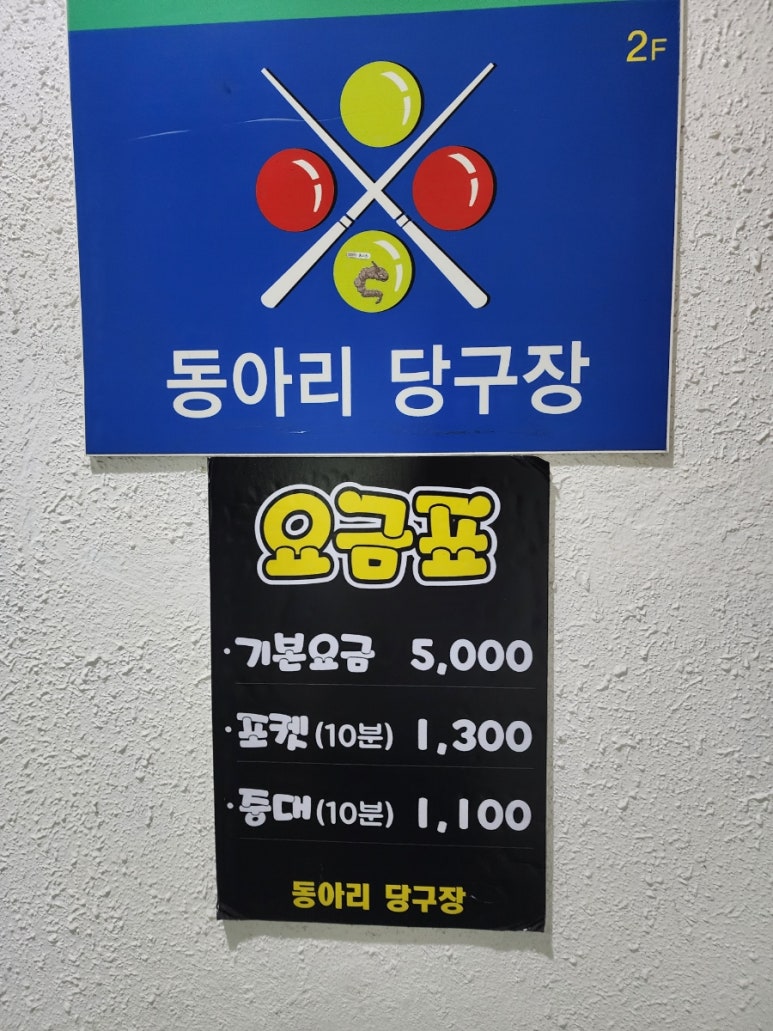 2F
동아리 당구장
요금표
·기본요금 5,000
·포켓(10분) 1,300
·중대(10분) 1,100
동아리 당구장